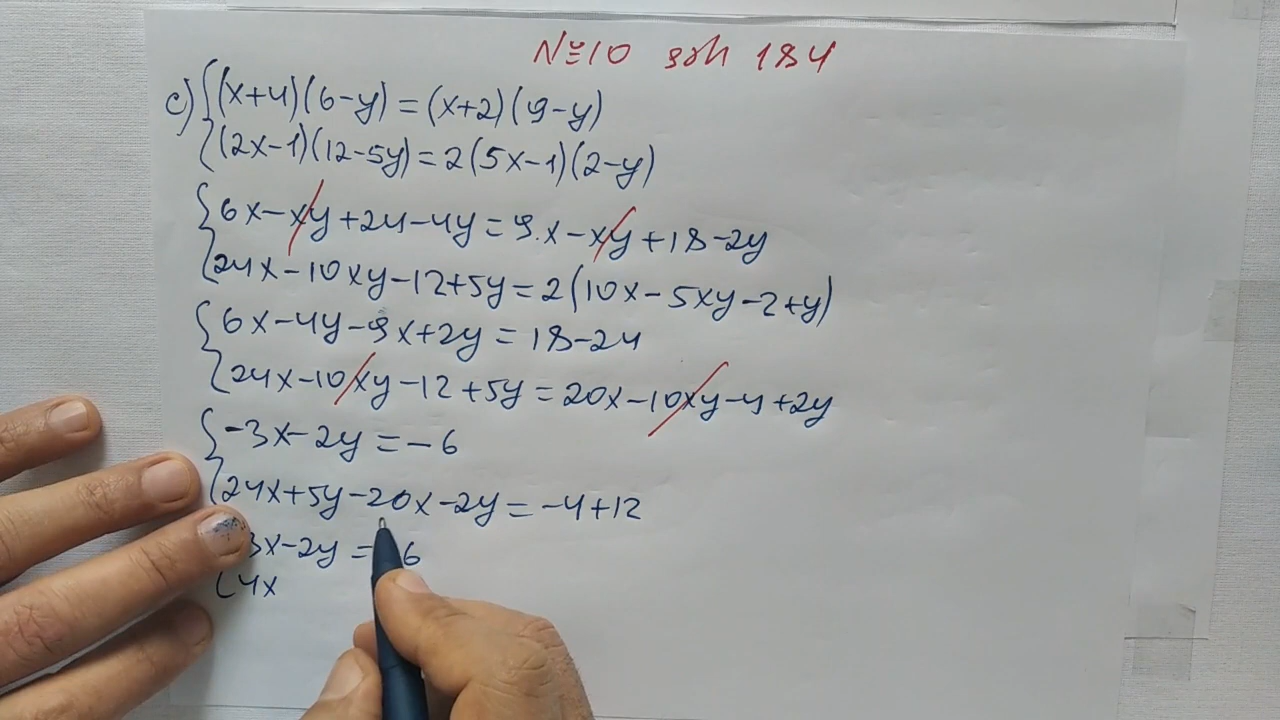 №10 səh 184
c) {(x+4)(6-y)=(x+2)(9-y)
(2x-1)(12-5y)=2(5x-1)(2-y)
{6x-xy+24-4y=9x-xy+18-2y
24x-10xy-12+5y=2(10x-5xy-2+y)
{6x-4y-9x+2y=18-24
24x-10xy-12+5y=20x-10xy-4+2y
{-3x-2y=-6
24x+5y-20x-2y=-4+12
3x-2y= 6
4x